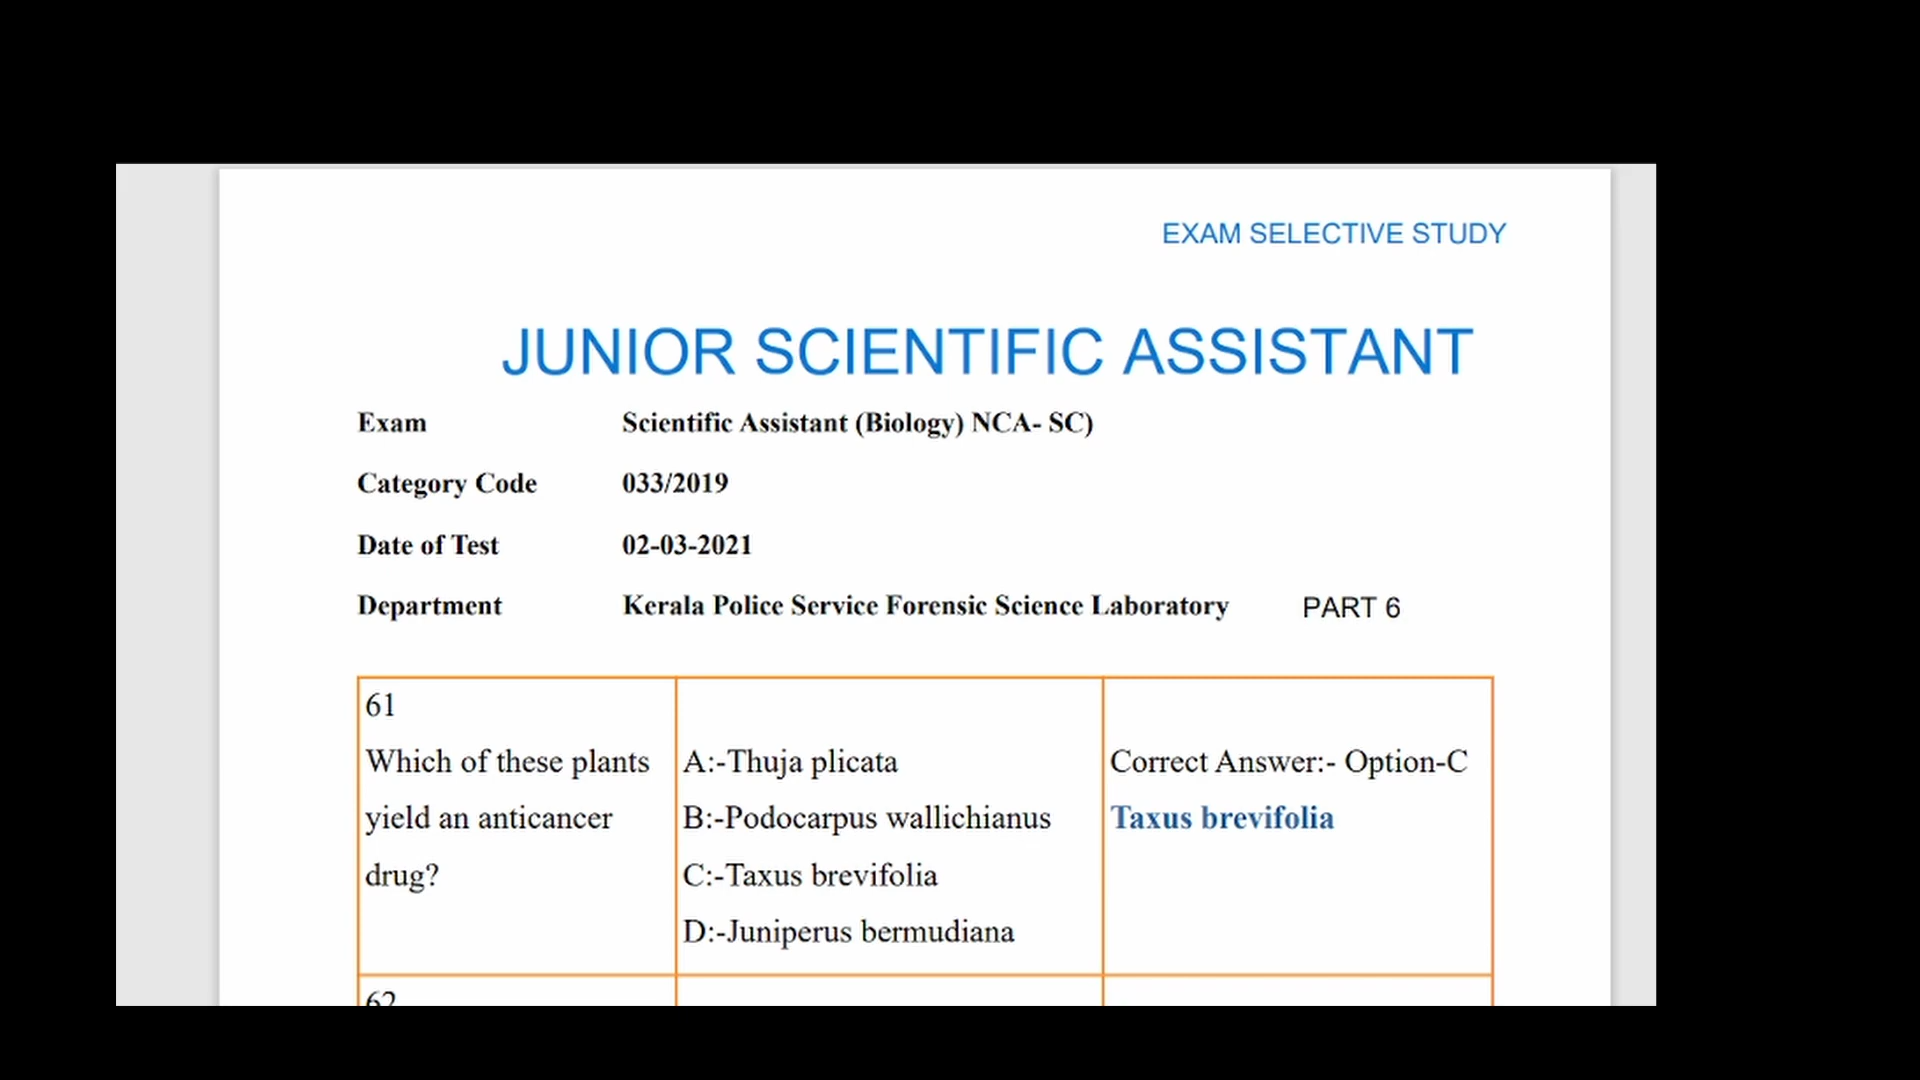 EXAM SELECTIVE STUDY
JUNIOR SCIENTIFIC ASSISTANT
Exam Scientific Assistant (Biology) NCA- SC)
Category Code 033/2019
Date of Test 02-03-2021
Department Kerala Police Service Forensic Science Laboratory PART 6
61
Which of these plants yield an anticancer drug?
A:-Thuja plicata
B:-Podocarpus wallichianus
C:-Taxus brevifolia
D:-Juniperus bermudiana
Correct Answer:- Option-C
Taxus brevifolia
62